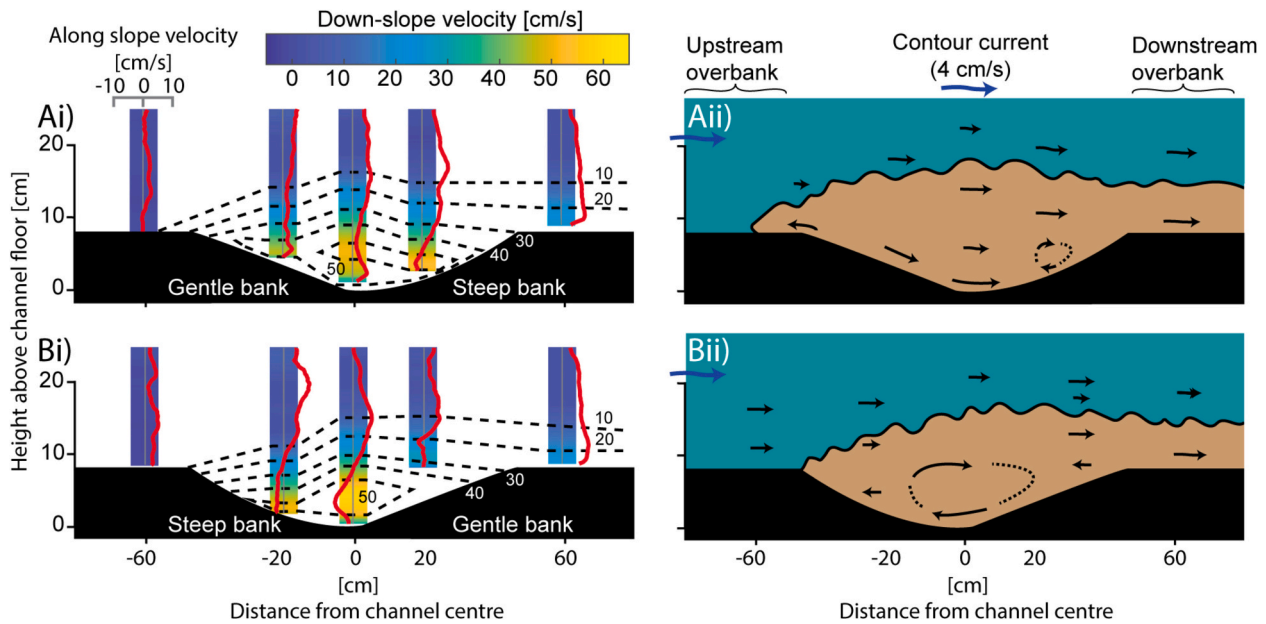 Along slope velocity
[cm/s]
-10 0 10
Down-slope velocity [cm/s]
0 10 20 30 40 50 60
Upstream
overbank
Contour current
(4 cm/s)
Downstream
overbank
Height above channel floor [cm]
Ai)
20
10
0
10
20
30
40
50
Gentle bank
Steep bank
Aii)
Bi)
20
10
0
10
20
30
40
50
Steep bank
Gentle bank
-60 -20 0 20 60
[cm]
Distance from channel centre
Bii)
-60 -20 0 20 60
[cm]
Distance from channel centre